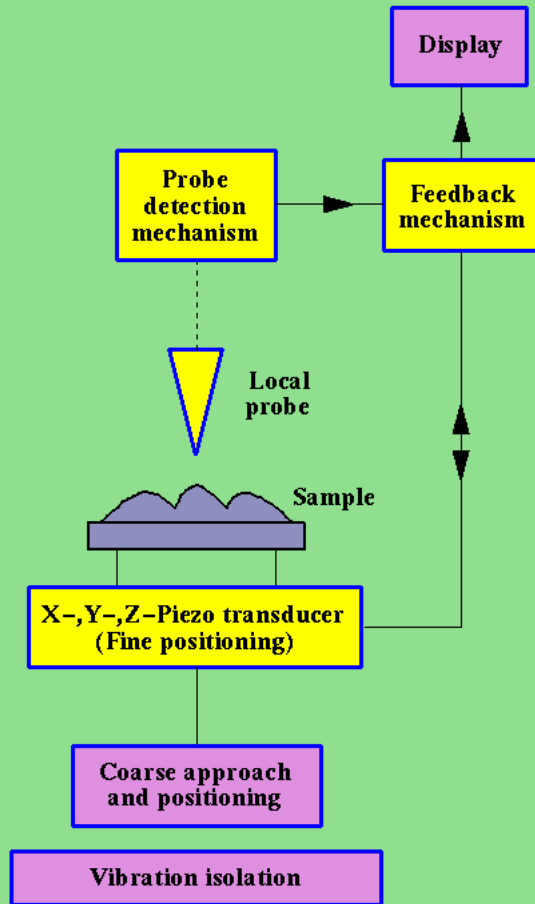 Display
Probe
detection
mechanism
Feedback
mechanism
Local
probe
Sample
X-,Y-,Z-Piezo transducer
(Fine positioning)
Coarse approach
and positioning
Vibration isolation